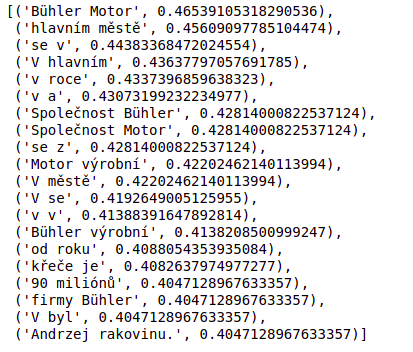 [('Bühler Motor', 0.46539105318290536),
('hlavním městě', 0.45609097785104474),
('se v', 0.44383368472024554),
('V hlavním', 0.43637797057691785),
('v roce', 0.4337396859638323),
('v a', 0.43073199232234977),
('Společnost Bühler', 0.42814000822537124),
('Společnost Motor', 0.42814000822537124),
('se z', 0.42814000822537124),
('Motor výrobní', 0.42202462140113994),
('V městě', 0.42202462140113994),
('V se', 0.4192649005125955),
('v v', 0.41388391647892814),
('Bühler výrobní', 0.4138208500999247),
('od roku', 0.4088054353935084),
('křeče je', 0.4082637974977277),
('90 miliónů', 0.4047128967633357),
('firmy Bühler', 0.4047128967633357),
('V byl', 0.4047128967633357),
('Andrzej rakovinu.', 0.4047128967633357)]